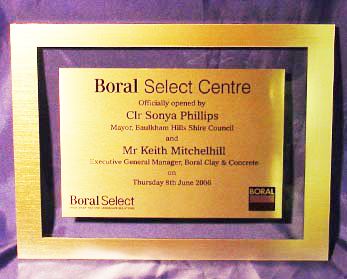 Boral Select Centre
Officially opened by
Clr Sonya Phillips
Mayor, Baulkham Hills Shire Council
and
Mr Keith Mitchelhill
Executive General Manager, Boral Clay & Concrete
on
Thursday 8th June 2006
BORAL
Boral Select